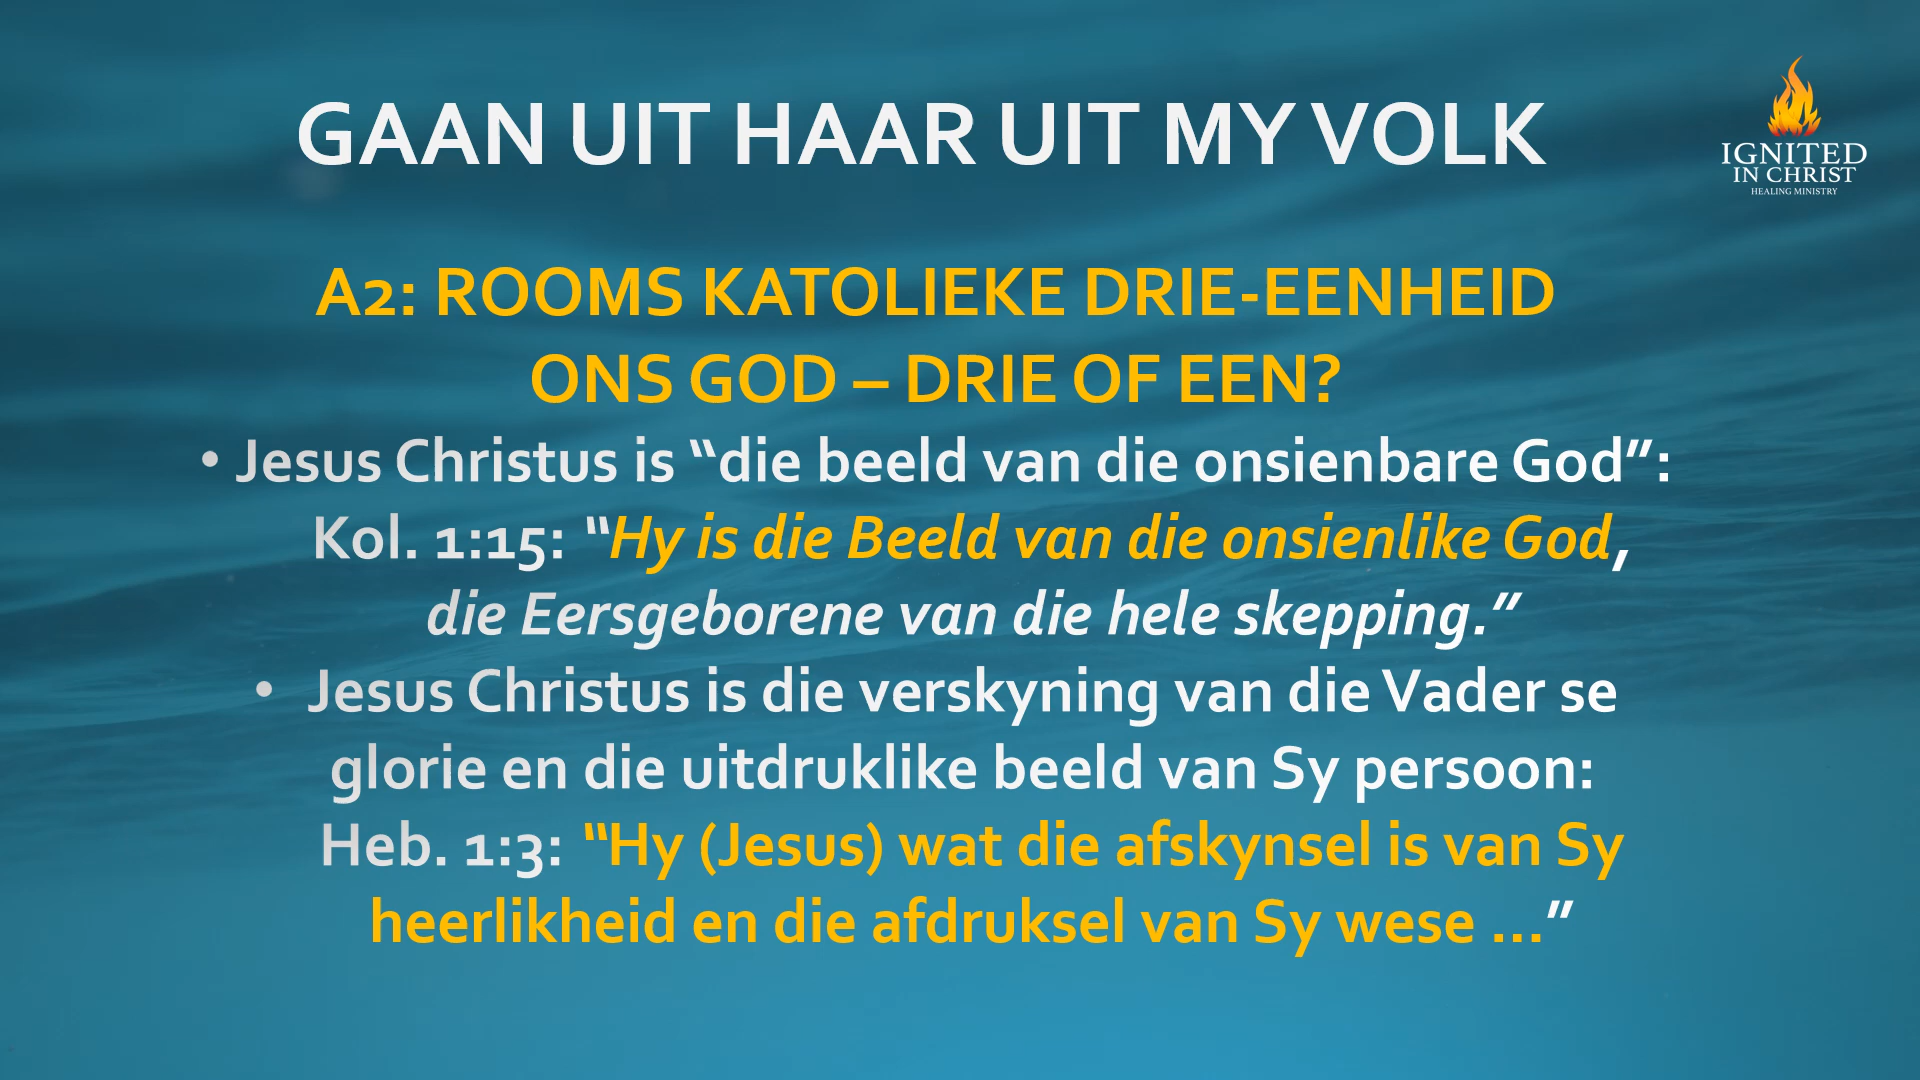 GAAN UIT HAAR UIT MY VOLK
IGNITED
IN CHRIST
HEALING MINISTRY
A2: ROOMS KATOLIEKE DRIE-EENHEID
ONS GOD – DRIE OF EEN?
• Jesus Christus is “die beeld van die onsienbare God”:
Kol. 1:15: “Hy is die Beeld van die onsienlike God,
die Eersgeborene van die hele skepping.”
• Jesus Christus is die verskyning van die Vader se
glorie en die uitdruklike beeld van Sy persoon:
Heb. 1:3: “Hy (Jesus) wat die afskynsel is van Sy
heerlikheid en die afdruksel van Sy wese ...”